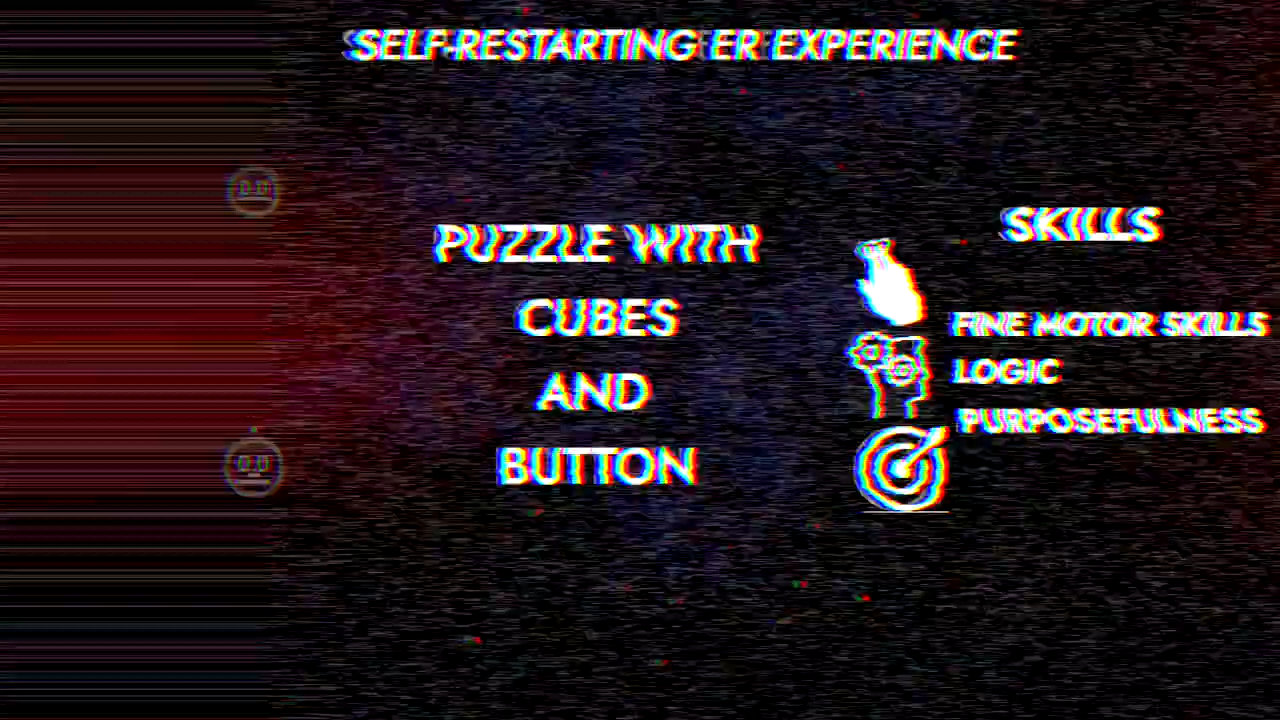 SELF-RESTARTING ER EXPERIENCE
PUZZLE WITH
CUBES
AND
BUTTON
SKILLS
FINE MOTOR SKILLS
LOGIC
PURPOSEFULNESS